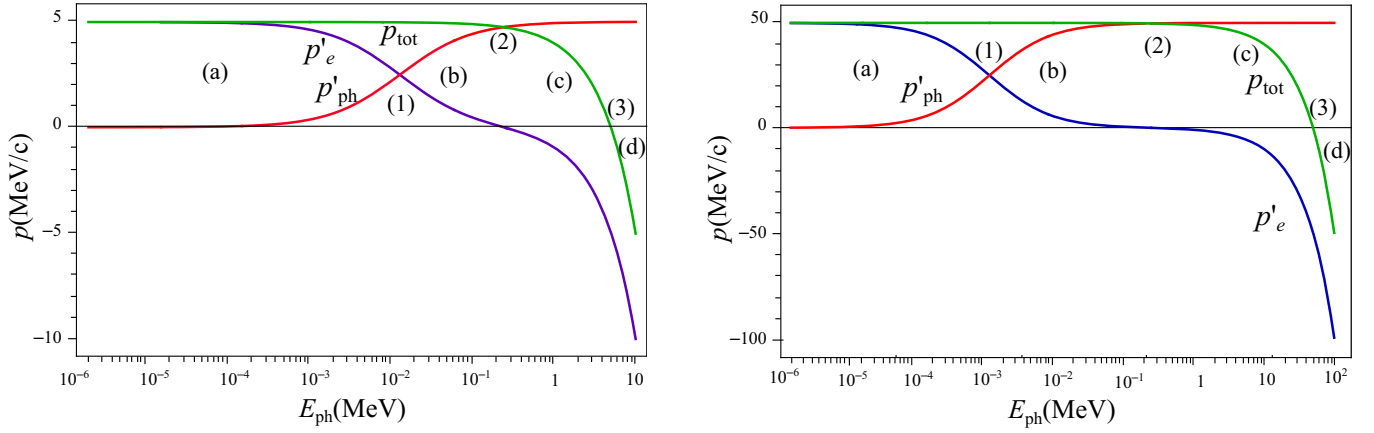 5
0
−5
−10
p(MeV/c)
p'e
ptot
p'ph
(a)
(1)
(b)
(2)
(c)
(3)
(d)
10⁻⁶
10⁻⁵
10⁻⁴
10⁻³
10⁻²
10⁻¹
1
10
Eph(MeV)
50
0
−50
−100
p(MeV/c)
(a)
p'ph
(1)
(b)
(2)
(c)
ptot
(3)
(d)
p'e
10⁻⁶
10⁻⁵
10⁻⁴
10⁻³
10⁻²
10⁻¹
1
10
10²
Eph(MeV)